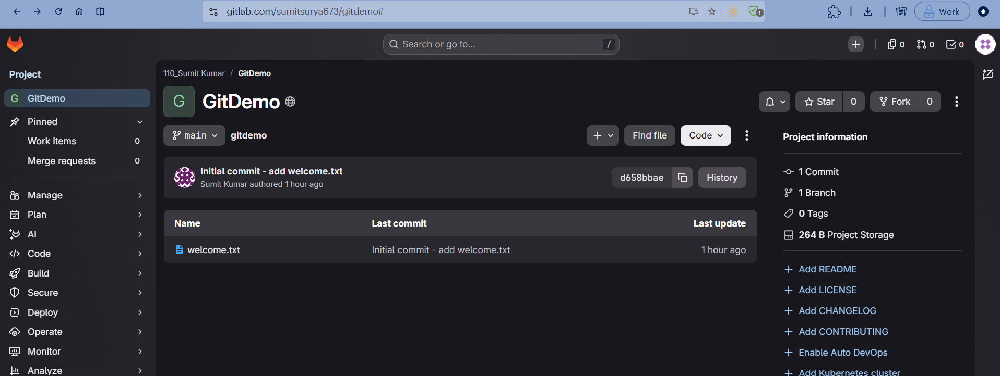 gitlab.com/sumitsurya673/gitdemo#
1
Work
Search or go to...
/
0
0
0
Project
G GitDemo
Pinned
Work items 0
Merge requests 0
Manage
Plan
AI
Code
Build
Secure
Deploy
Operate
Monitor
Analyze
110_Sumit Kumar / GitDemo
G GitDemo
Star 0
Fork 0
main
gitdemo
Find file
Code
Initial commit - add welcome.txt
Sumit Kumar authored 1 hour ago
d658bbae
History
Name Last commit Last update
welcome.txt Initial commit - add welcome.txt 1 hour ago
Project information
1 Commit
1 Branch
0 Tags
264 B Project Storage
Add README
Add LICENSE
Add CHANGELOG
Add CONTRIBUTING
Enable Auto DevOps
Add Kubernetes cluster